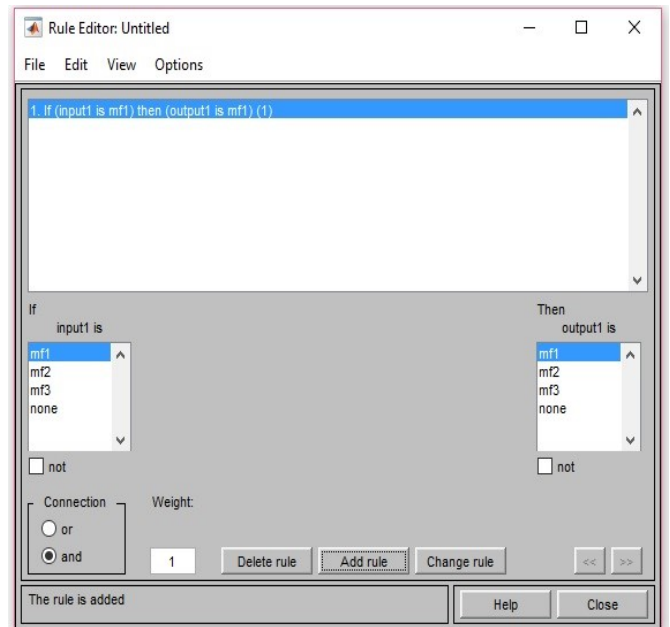 Rule Editor: Untitled
File Edit View Options
1. If (input1 is mf1) then (output1 is mf1) (1)
If
input1 is
mf1
mf2
mf3
none
not
Then
output1 is
mf1
mf2
mf3
none
not
Connection
or
and
Weight:
1
Delete rule
Add rule
Change rule
<<
>>
The rule is added
Help
Close